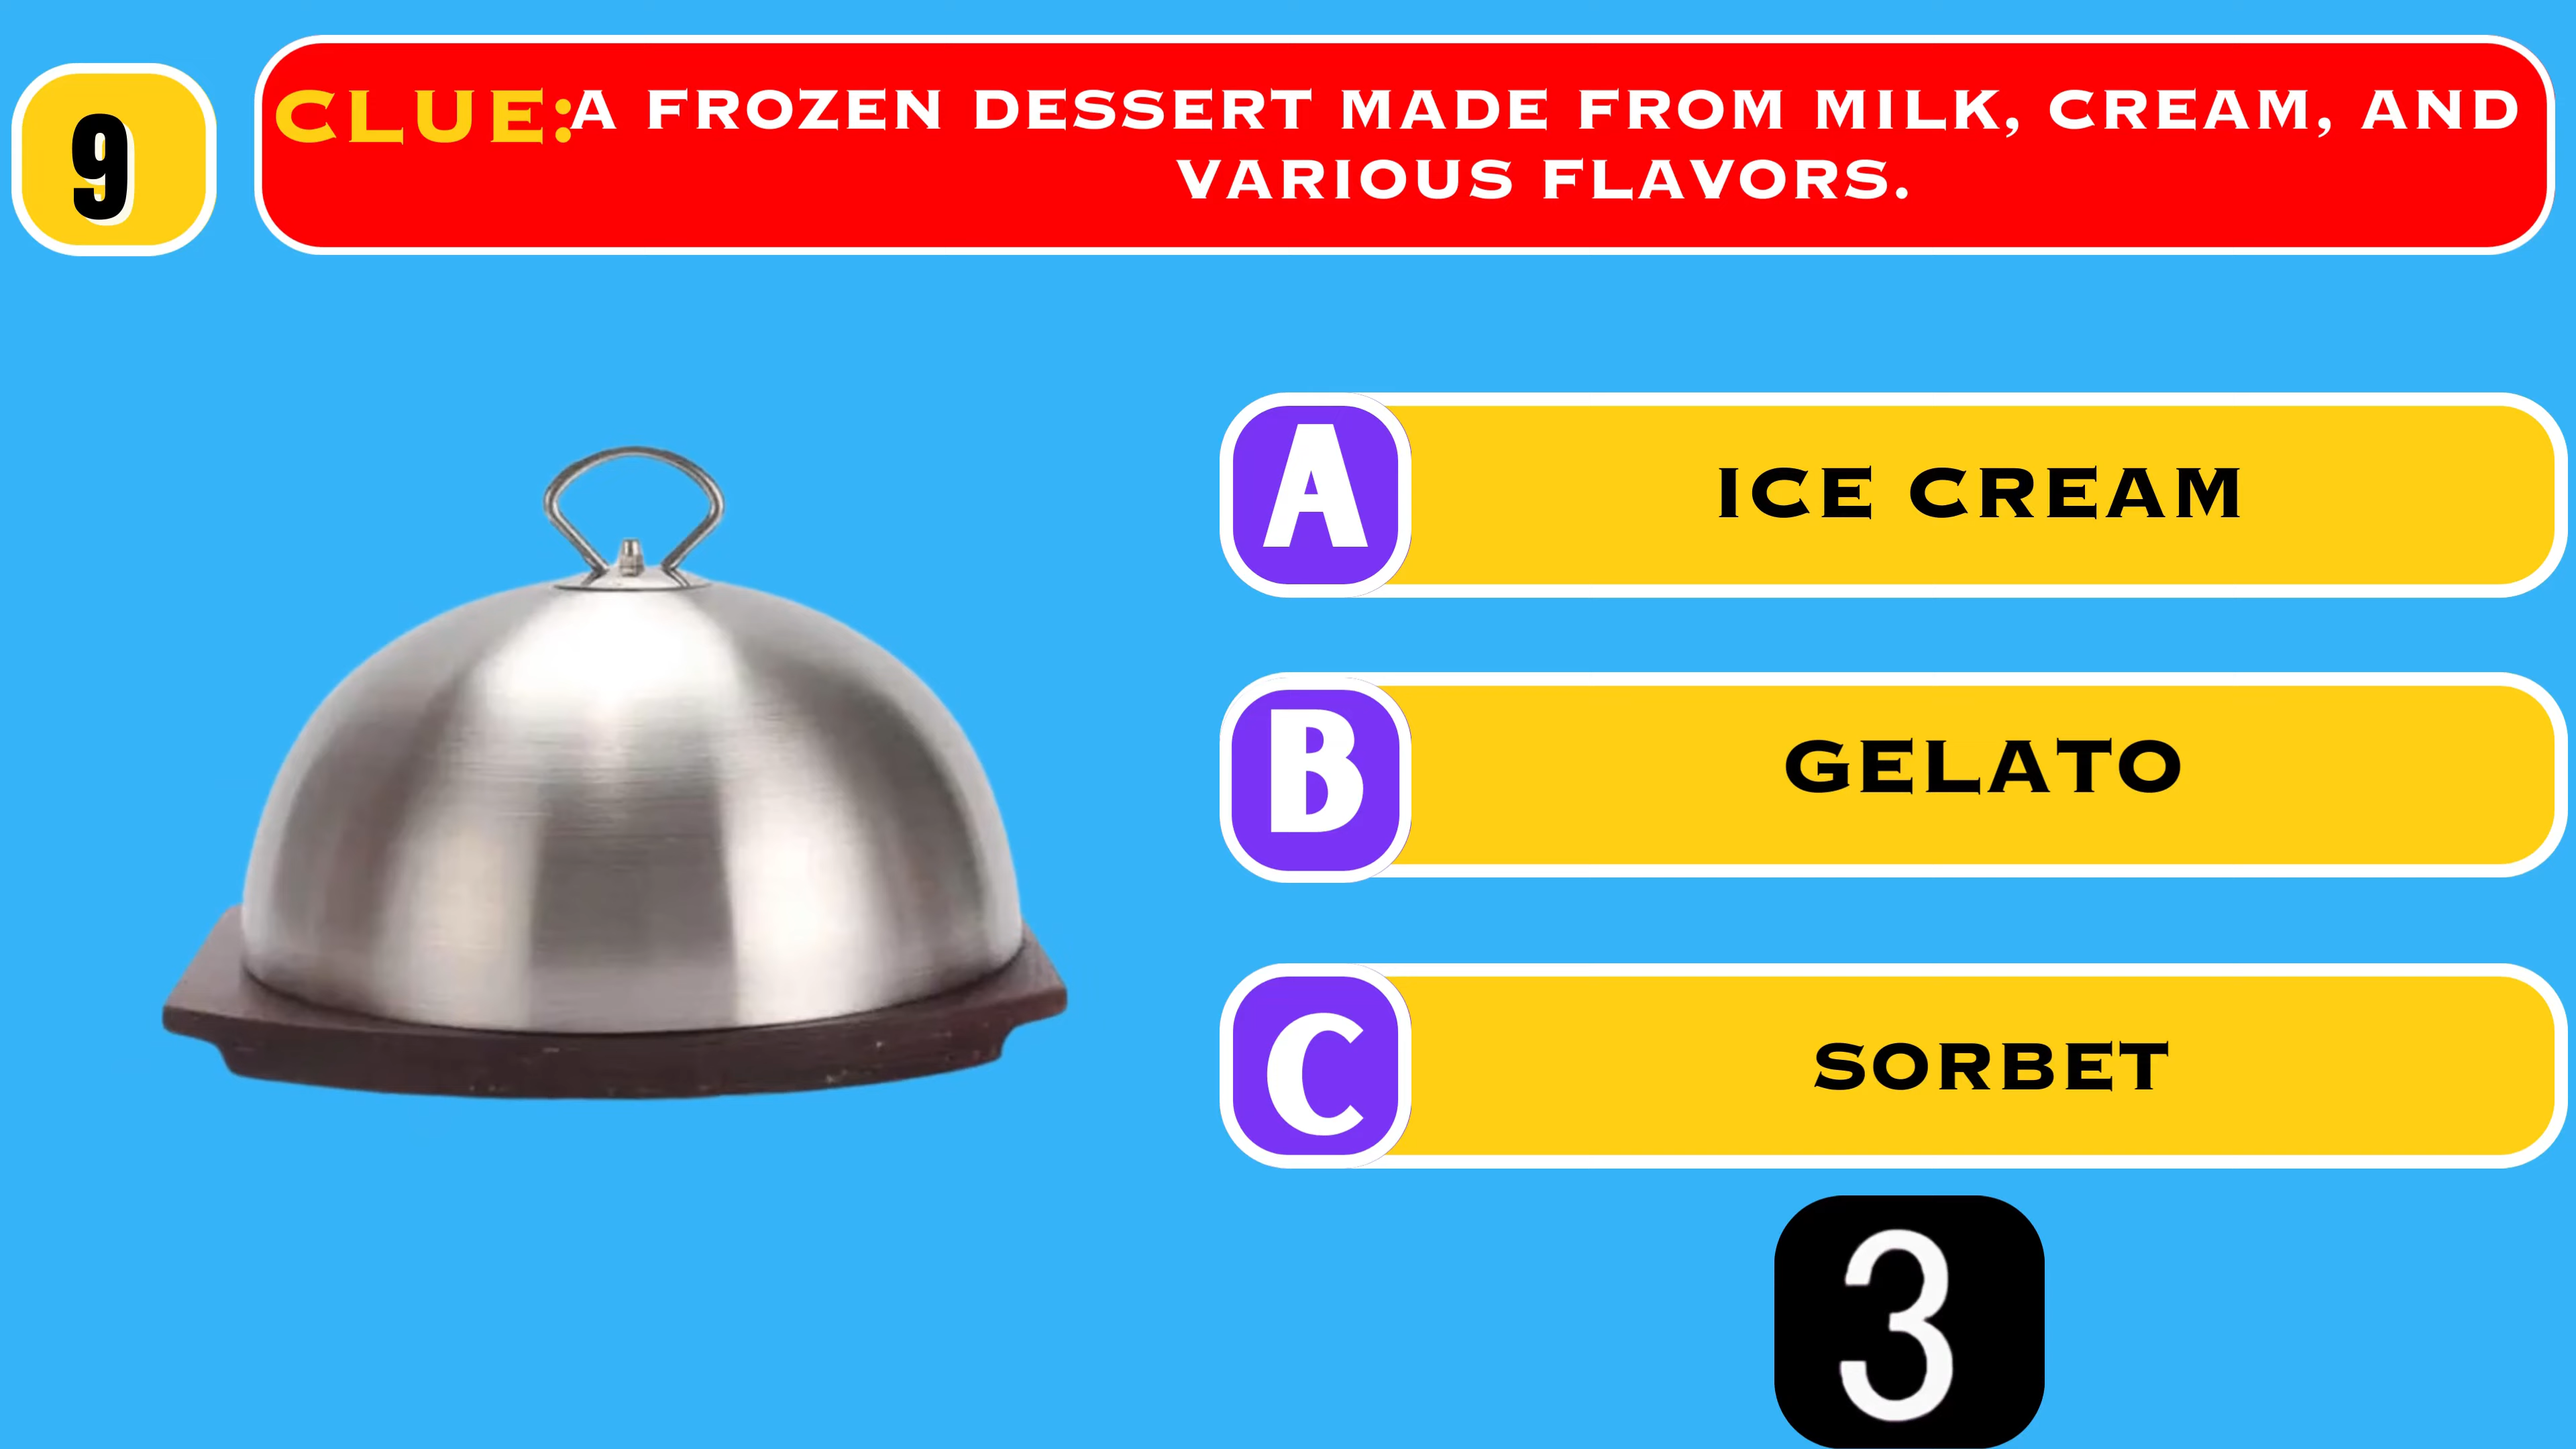 9
CLUE:A FROZEN DESSERT MADE FROM MILK, CREAM, AND
VARIOUS FLAVORS.
A ICE CREAM
B GELATO
C SORBET
3